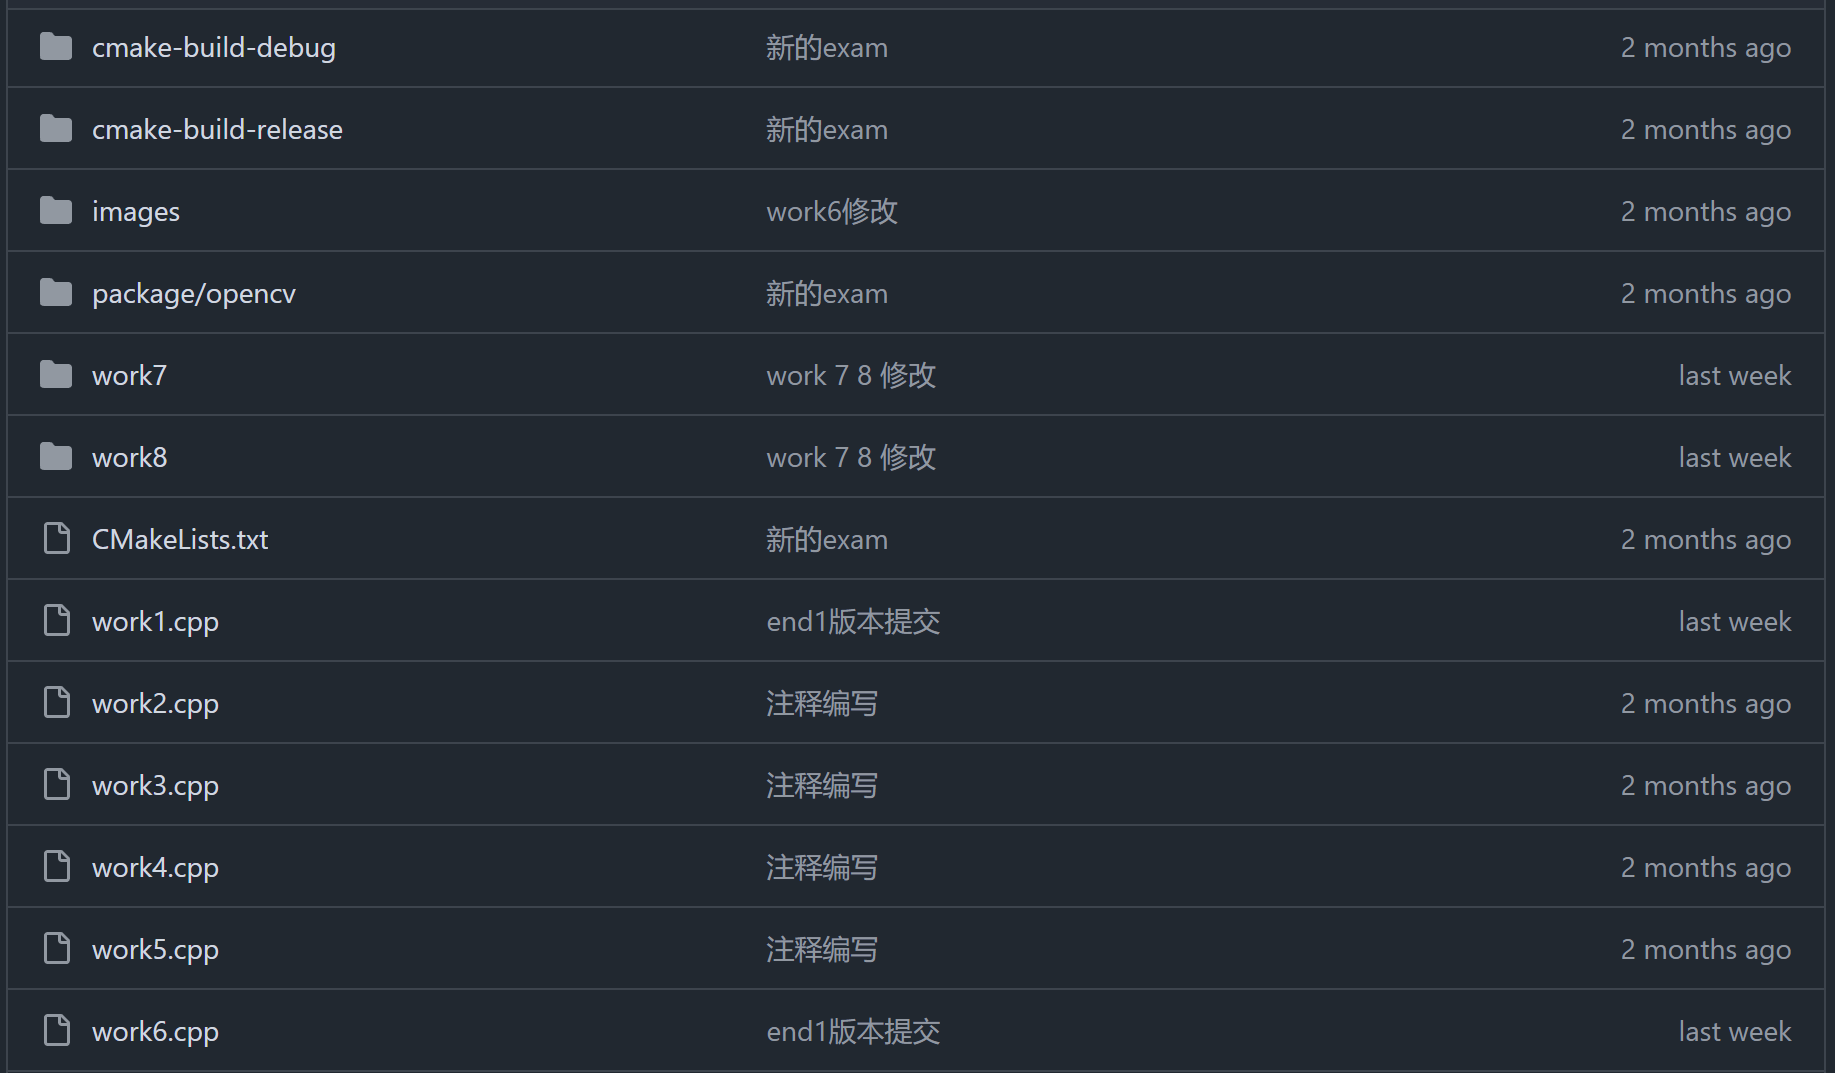 cmake-build-debug 新的exam 2 months ago
cmake-build-release 新的exam 2 months ago
images work6修改 2 months ago
package/opencv 新的exam 2 months ago
work7 work 7 8 修改 last week
work8 work 7 8 修改 last week
CMakeLists.txt 新的exam 2 months ago
work1.cpp end1版本提交 last week
work2.cpp 注释编写 2 months ago
work3.cpp 注释编写 2 months ago
work4.cpp 注释编写 2 months ago
work5.cpp 注释编写 2 months ago
work6.cpp end1版本提交 last week